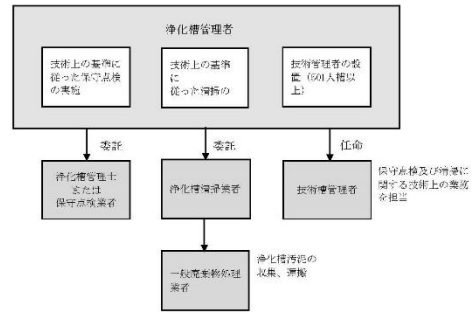 浄化槽管理者
技術上の基準に
従った保守点検
の実施
技術上の基準
に
従った清掃の
技術管理者の設
置（501人槽以
上）
委託
委託
任命
浄化槽管理士
または
保守点検業者
浄化槽清掃業者
技術槽管理者
保守点検及び清掃に
関する技術上の業務
を担当
一般廃棄物処理
業者
浄化槽汚泥の
収集、運搬